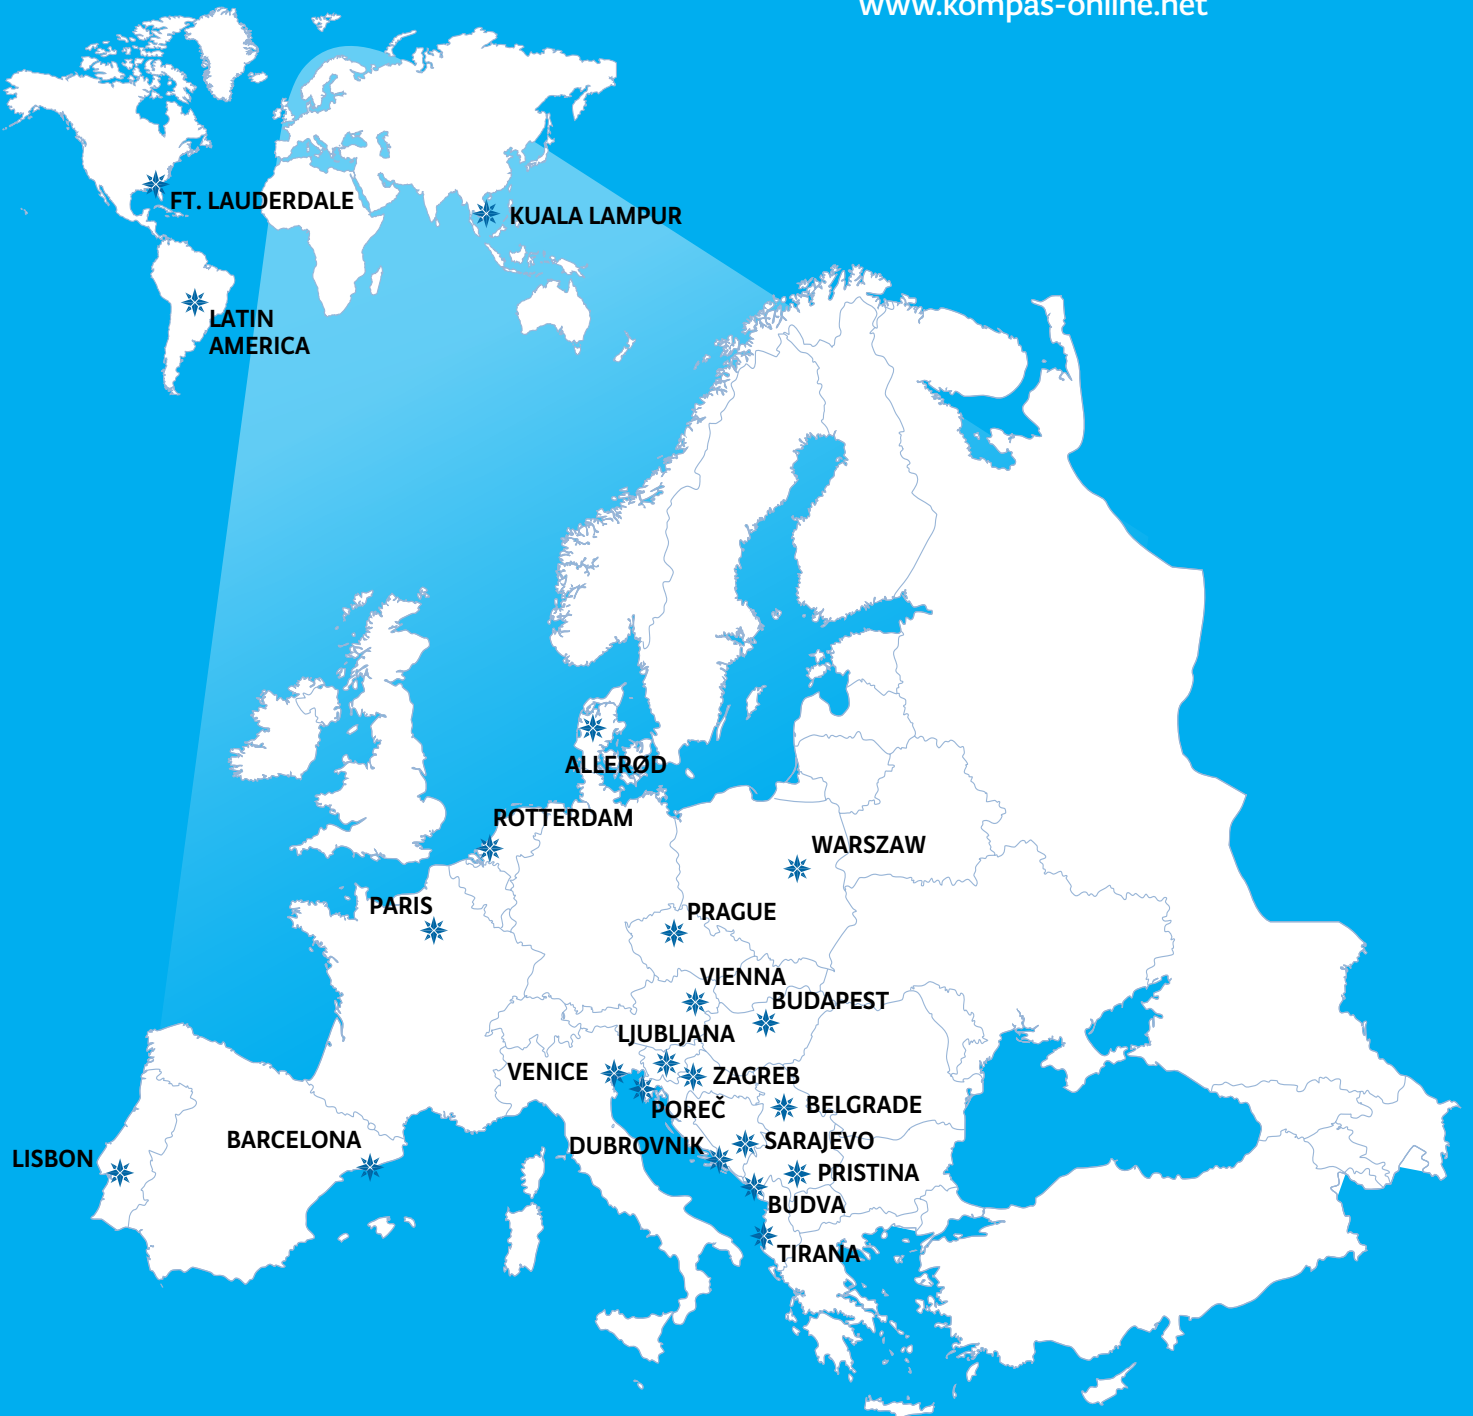 www.kompas-online.net
FT. LAUDERDALE
KUALA LAMPUR
LATIN
AMERICA
ALLERØD
ROTTERDAM
WARSZAW
PARIS
PRAGUE
VIENNA
BUDAPEST
LJUBLJANA
VENICE
ZAGREB
POREČ
BELGRADE
BARCELONA
DUBROVNIK
SARAJEVO
LISBON
PRISTINA
BUDVA
TIRANA